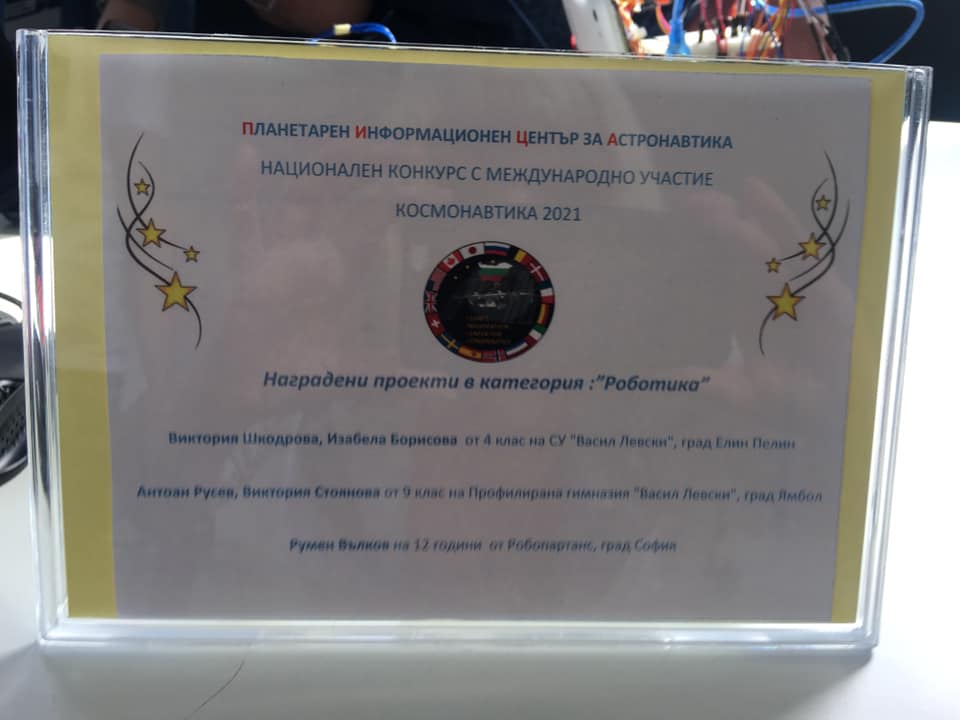 ПЛАНЕТАРЕН ИНФОРМАЦИОНЕН ЦЕНТЪР ЗА АСТРОНАВТИКА
НАЦИОНАЛЕН КОНКУРС С МЕЖДУНАРОДНО УЧАСТИЕ
КОСМОНАВТИКА 2021
Наградени проекти в категория :"Роботика"
Виктория Шкодрова, Изабела Борисова от 4 клас на СУ "Васил Левски", град Елин Пелин
Антоан Русев, Виктория Стоянова от 9 клас на Профилирана гимназия "Васил Левски", град Ямбол
Румен Вълков на 12 години от Робопартанс, град София